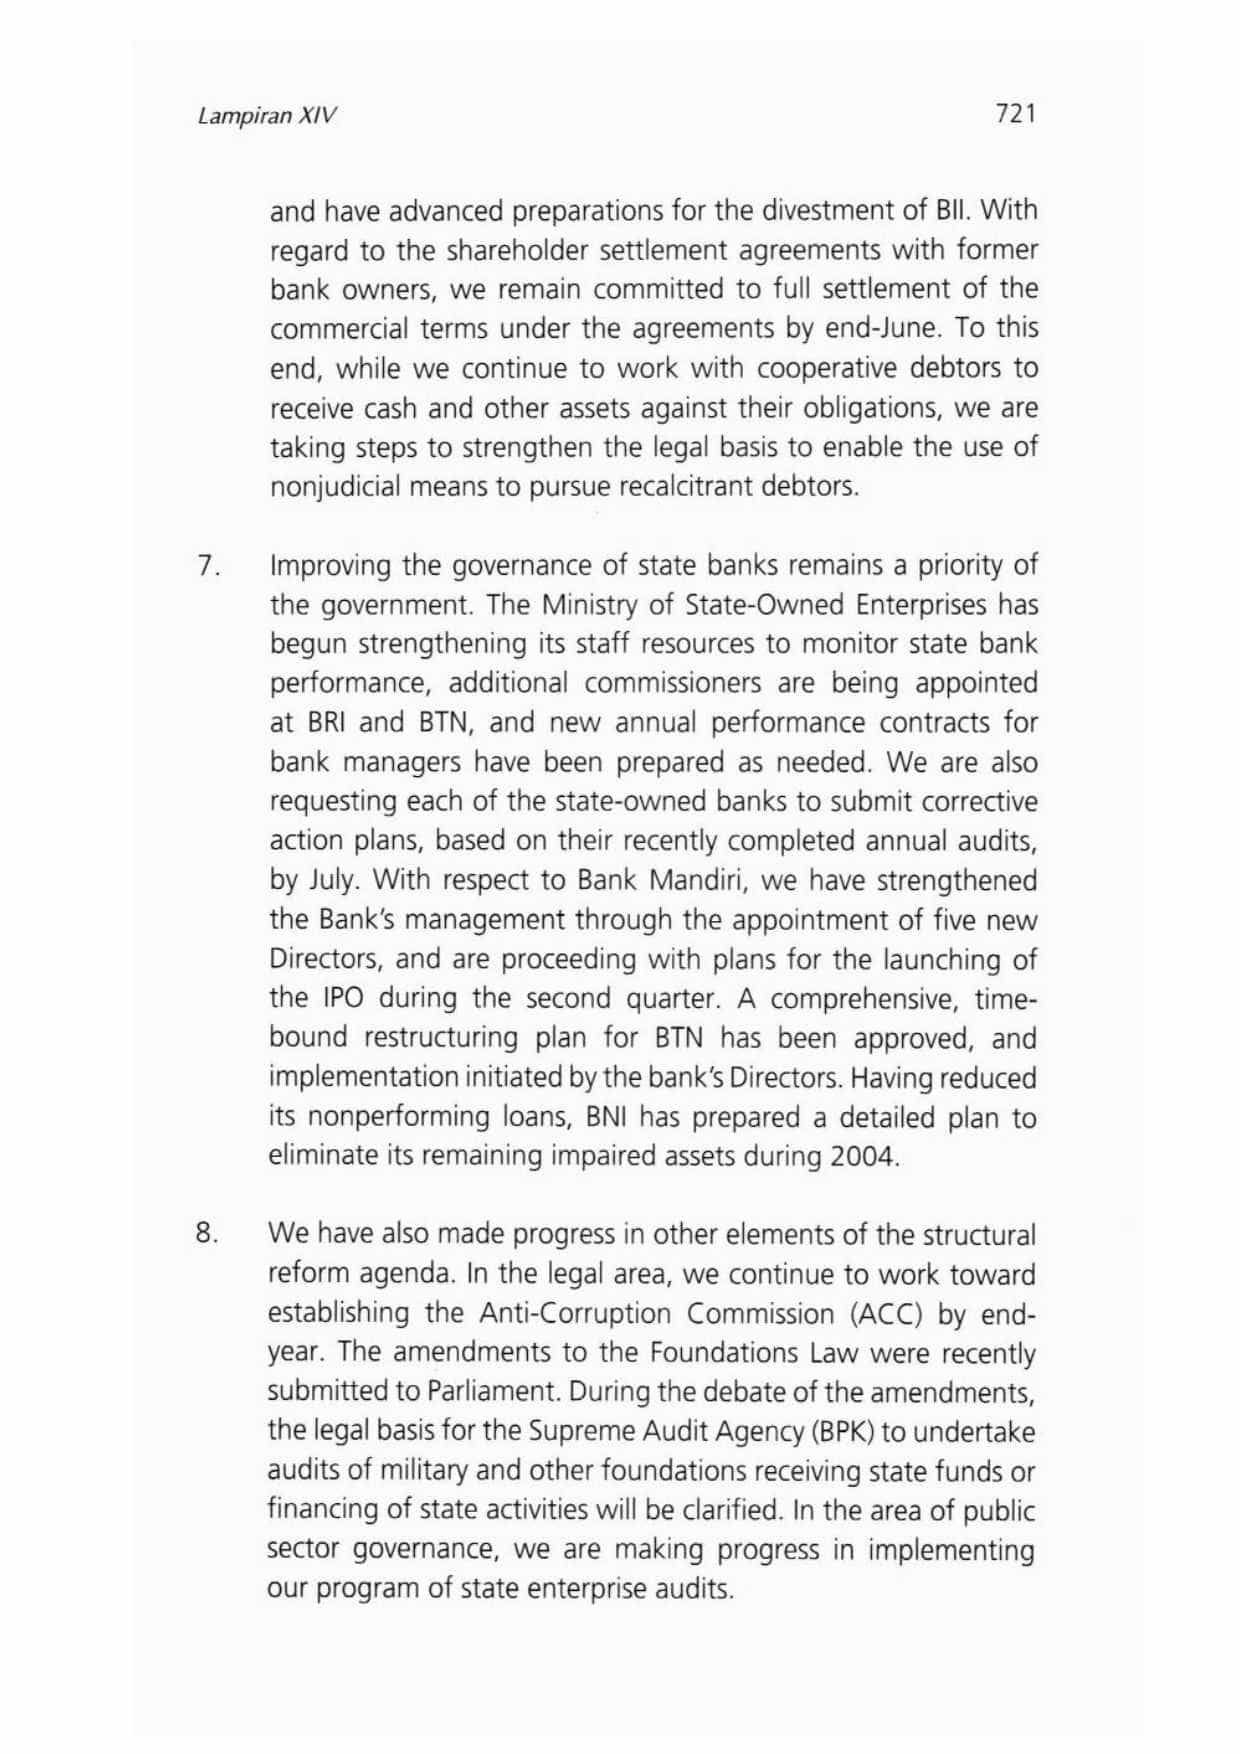 Lampiran XIV 721
and have advanced preparations for the divestment of BII. With
regard to the shareholder settlement agreements with former
bank owners, we remain committed to full settlement of the
commercial terms under the agreements by end-June. To this
end, while we continue to work with cooperative debtors to
receive cash and other assets against their obligations, we are
taking steps to strengthen the legal basis to enable the use of
nonjudicial means to pursue recalcitrant debtors.
7. Improving the governance of state banks remains a priority of
the government. The Ministry of State-Owned Enterprises has
begun strengthening its staff resources to monitor state bank
performance, additional commissioners are being appointed
at BRI and BTN, and new annual performance contracts for
bank managers have been prepared as needed. We are also
requesting each of the state-owned banks to submit corrective
action plans, based on their recently completed annual audits,
by July. With respect to Bank Mandiri, we have strengthened
the Bank's management through the appointment of five new
Directors, and are proceeding with plans for the launching of
the IPO during the second quarter. A comprehensive, time-
bound restructuring plan for BTN has been approved, and
implementation initiated by the bank's Directors. Having reduced
its nonperforming loans, BNI has prepared a detailed plan to
eliminate its remaining impaired assets during 2004.
8. We have also made progress in other elements of the structural
reform agenda. In the legal area, we continue to work toward
establishing the Anti-Corruption Commission (ACC) by end-
year. The amendments to the Foundations Law were recently
submitted to Parliament. During the debate of the amendments,
the legal basis for the Supreme Audit Agency (BPK) to undertake
audits of military and other foundations receiving state funds or
financing of state activities will be clarified. In the area of public
sector governance, we are making progress in implementing
our program of state enterprise audits.